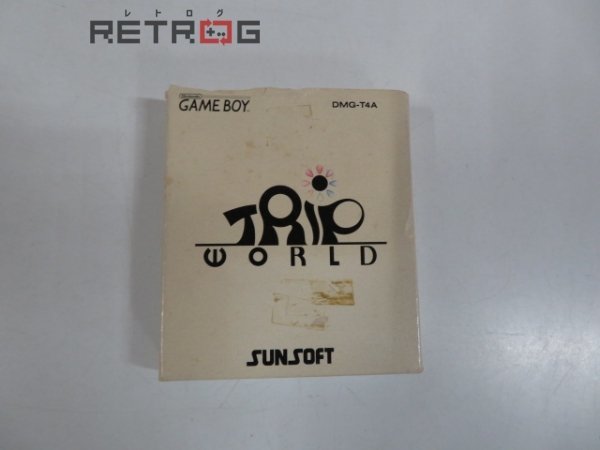 レトログ
RETROG
Nintendo
GAME BOY
DMG-T4A
TRIP
WORLD
SUNSOFT